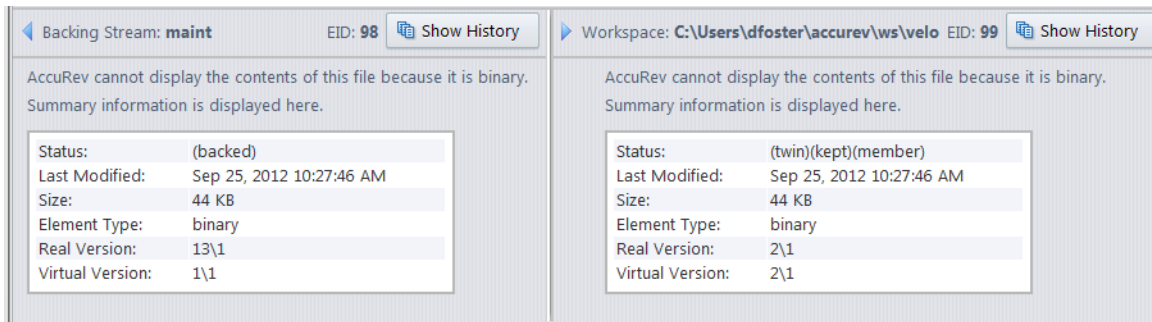 Backing Stream: maint EID: 98 Show History
AccuRev cannot display the contents of this file because it is binary.
Summary information is displayed here.
Status: (backed)
Last Modified: Sep 25, 2012 10:27:46 AM
Size: 44 KB
Element Type: binary
Real Version: 13\1
Virtual Version: 1\1
Workspace: C:\Users\dfoster\accurev\ws\velo EID: 99 Show History
AccuRev cannot display the contents of this file because it is binary.
Summary information is displayed here.
Status: (twin)(kept)(member)
Last Modified: Sep 25, 2012 10:27:46 AM
Size: 44 KB
Element Type: binary
Real Version: 2\1
Virtual Version: 2\1